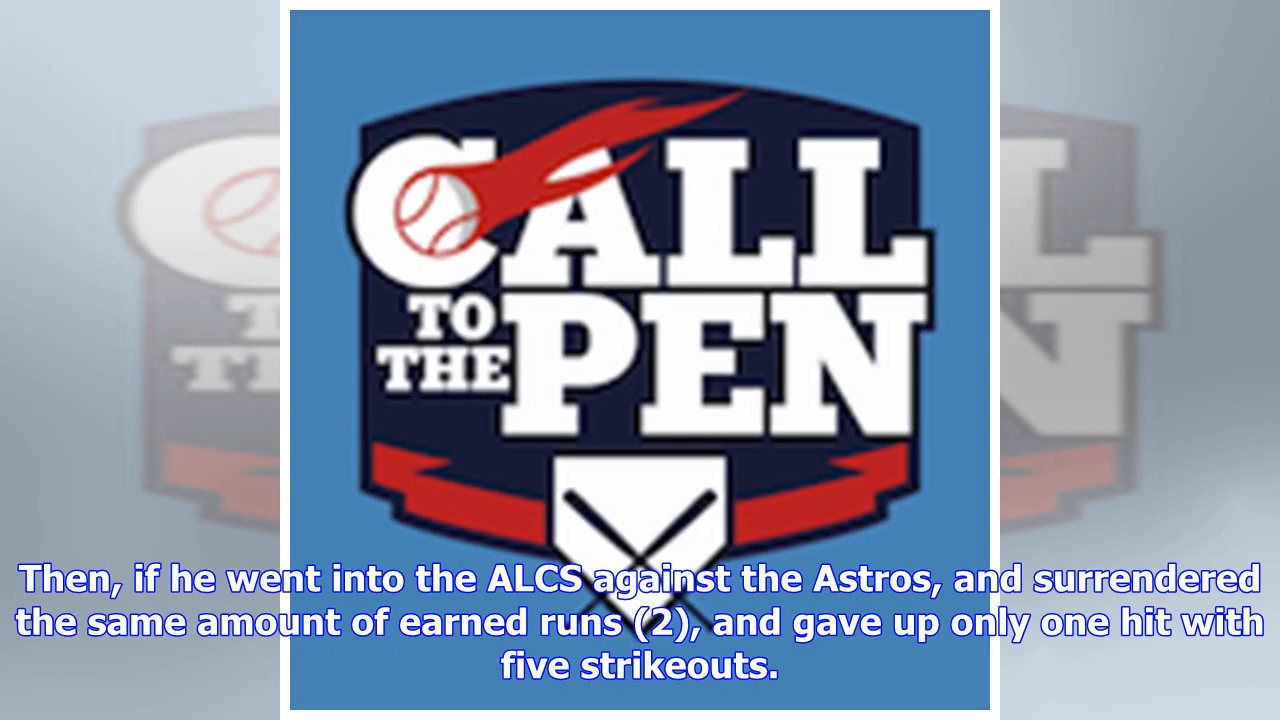 CALL
TO
THE
PEN
Then, if he went into the ALCS against the Astros, and surrendered
the same amount of earned runs (2), and gave up only one hit with
five strikeouts.